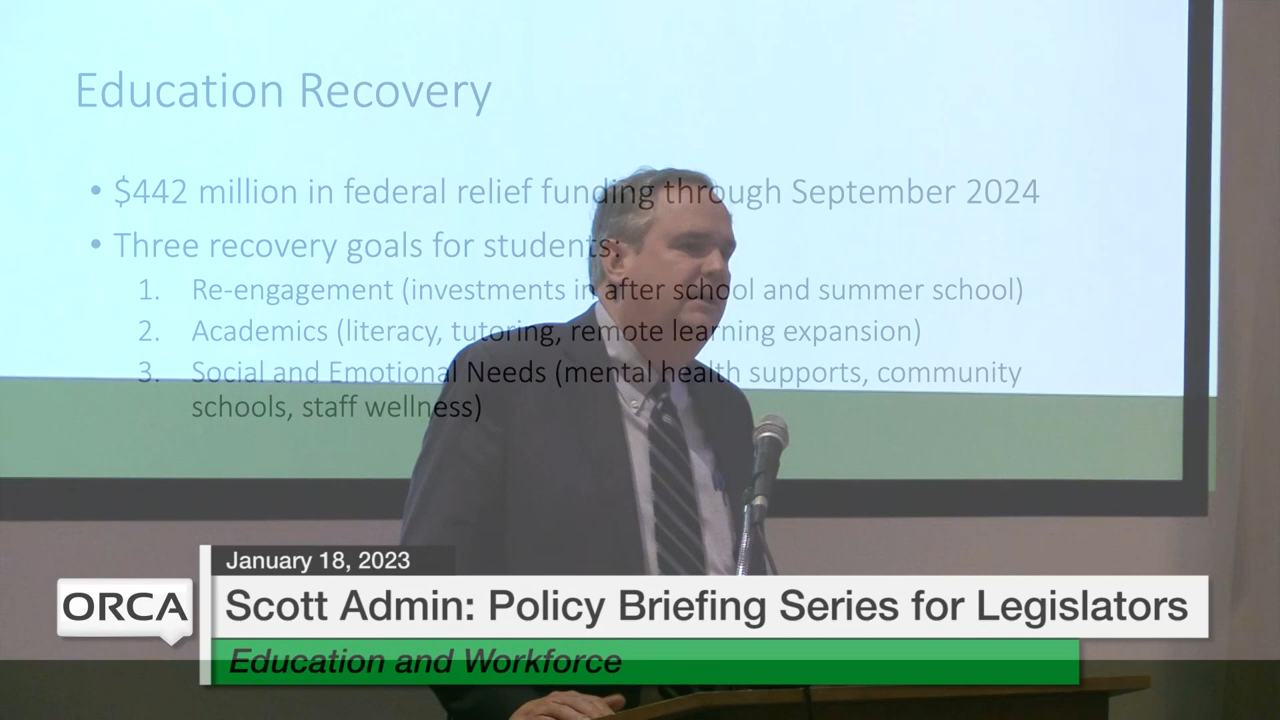 Education Recovery
• $442 million in federal relief funding through September 2024
• Three recovery goals for students:
1. Re-engagement (investments in after school and summer school)
2. Academics (literacy, tutoring, remote learning expansion)
3. Social and Emotional Needs (mental health supports, community
schools, staff wellness)
January 18, 2023
ORCA
Scott Admin: Policy Briefing Series for Legislators
Education and Workforce